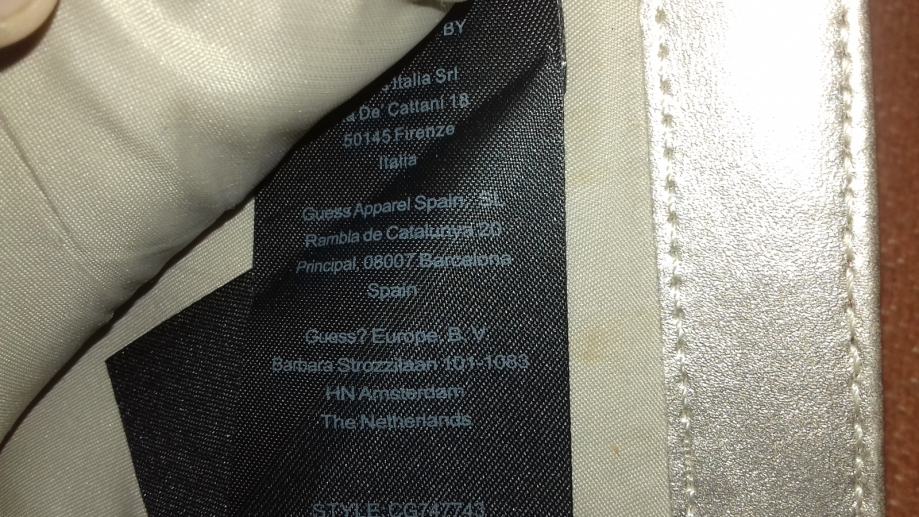 BY
Italia Srl
De' Cattani 18
50145 Firenze
Italia
Guess Apparel Spain, SL
Rambla de Catalunya 20
Principal, 08007 Barcelona
Spain
Guess? Europe, B. V.
Barbara Strozzilaan 101-1083
HN Amsterdam
The Netherlands
STYLE: CG747743